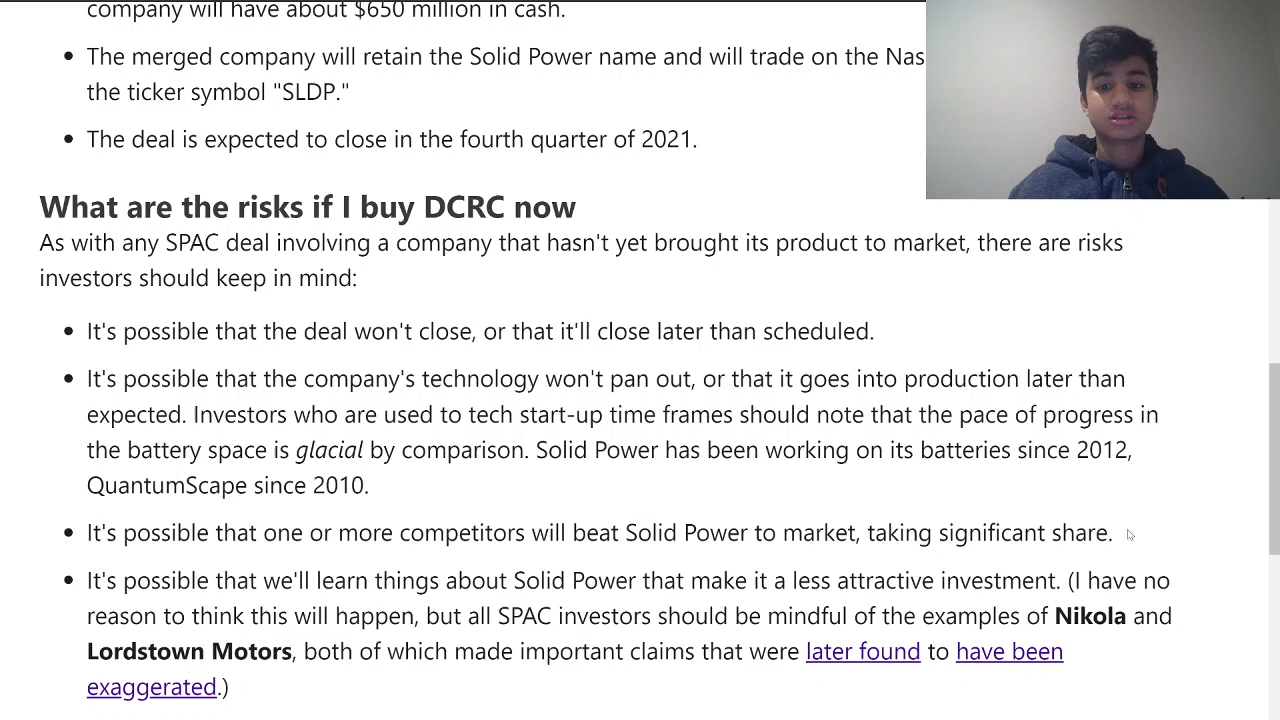 company will have about $650 million in cash.
The merged company will retain the Solid Power name and will trade on the
the ticker symbol "SLDP."
The deal is expected to close in the fourth quarter of 2021.
What are the risks if I buy DCRC now
As with any SPAC deal involving a company that hasn't yet brought its product to market, there are risks
investors should keep in mind:
It's possible that the deal won't close, or that it'll close later than scheduled.
It's possible that the company's technology won't pan out, or that it goes into production later than
expected. Investors who are used to tech start-up time frames should note that the pace of progress in
the battery space is glacial by comparison. Solid Power has been working on its batteries since 2012,
QuantumScape since 2010.
It's possible that one or more competitors will beat Solid Power to market, taking significant share.
It's possible that we'll learn things about Solid Power that make it a less attractive investment. (I have no
reason to think this will happen, but all SPAC investors should be mindful of the examples of Nikola and
Lordstown Motors, both of which made important claims that were later found to have been
exaggerated.)